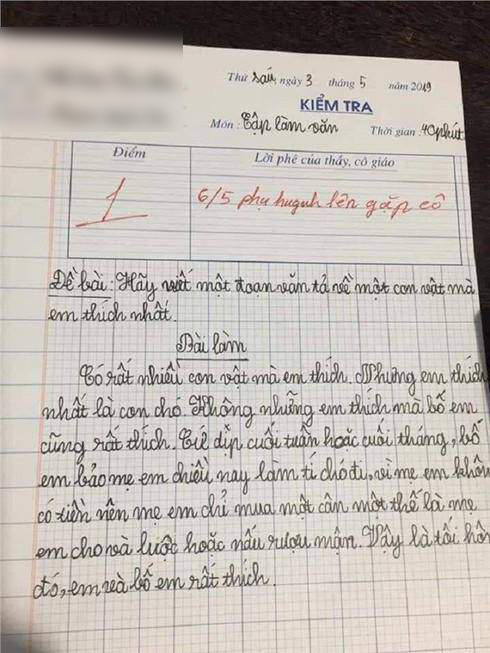 Thứ sáu, ngày 3 tháng 5 năm 2019
KIỂM TRA
Môn: Tập làm văn Thời gian: 40 phút
Điểm Lời phê của thầy, cô giáo
1 6/5 phụ huynh lên gặp cô
Đề bài: Hãy viết một đoạn văn tả về một con vật mà
em thích nhất.
Bài làm
Có rất nhiều con vật mà em thích. Nhưng em thích
nhất là con chó. Không những em thích mà bố em
cũng rất thích. Cứ dịp cuối tuần hoặc cuối tháng, bố
em bảo mẹ em chiều nay làm tí chó đi, vì mẹ em khôn
có tiền nên mẹ em chỉ mua một cân một thế là mẹ
em cho và luộc hoặc nấu rượu mận. Vậy là tối hôm
đó, em và bố em rất thích.